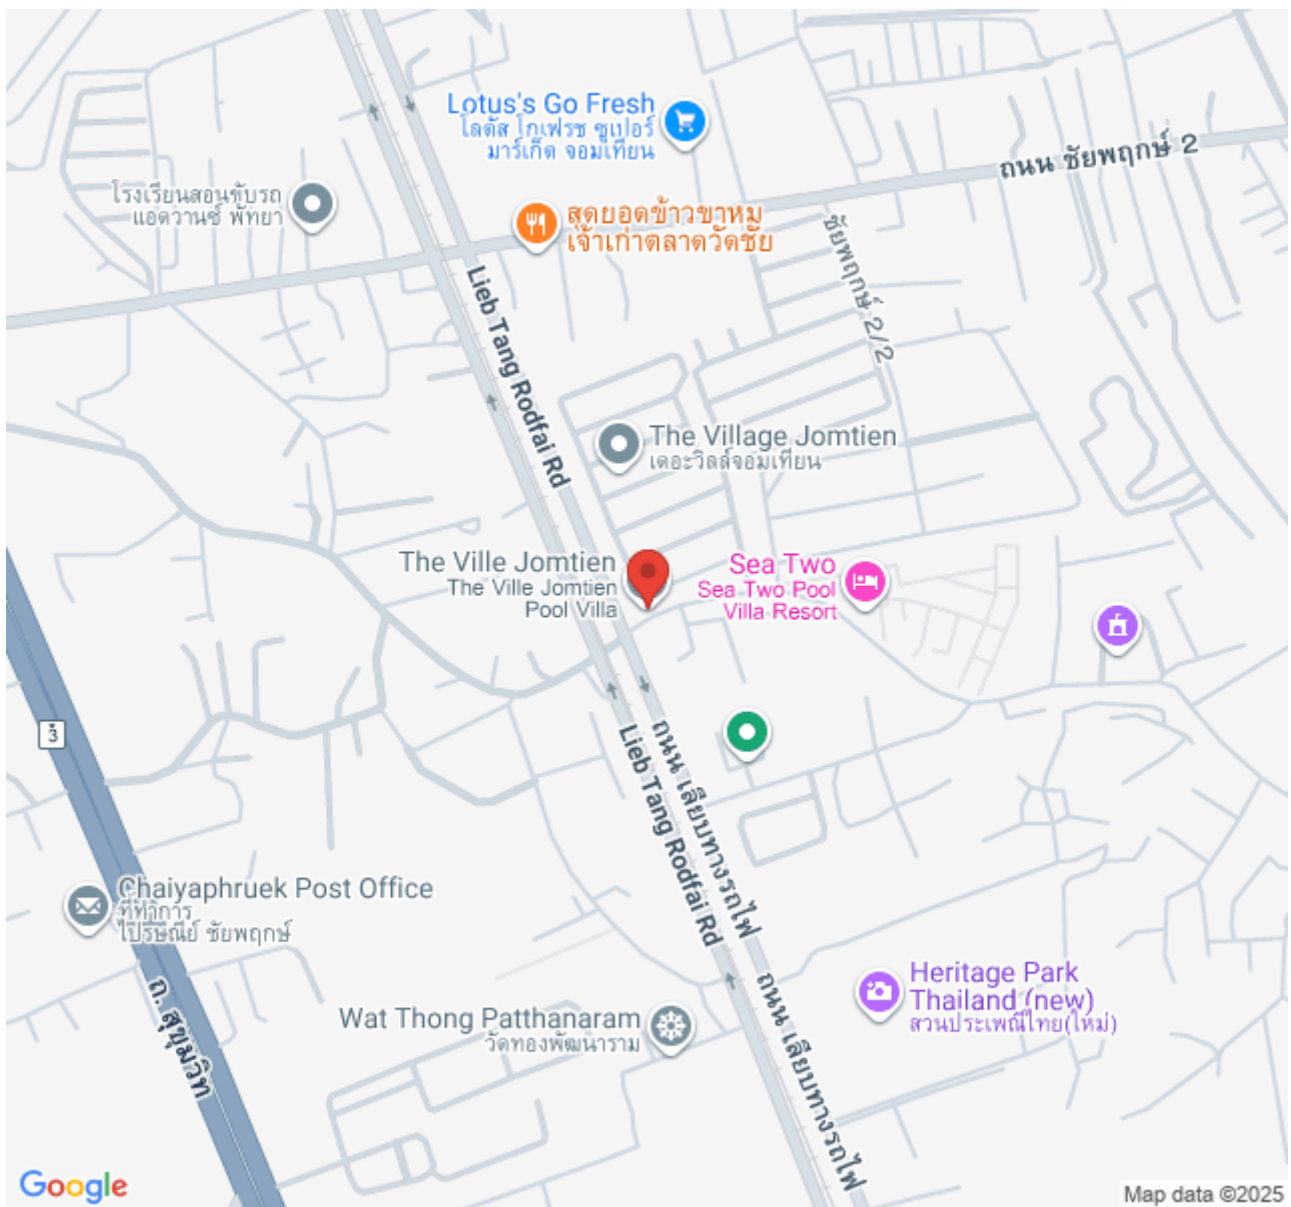 Lotus's Go Fresh
โลตัส โกเฟรช ซูเปอร์
มาร์เก็ต จอมเทียน
ถนน ชัยพฤกษ์ 2
โรงเรียนสอนขับรถ
แอดวานซ์ พัทยา
สุดยอดข้าวขาหมู
เจ้าเก่าตลาดวัดชัย
ชัยพฤกษ์ 2/2
Lieb Tang Rodfai Rd
The Village Jomtien
เดอะวิลล์จอมเทียน
The Ville Jomtien
The Ville Jomtien
Pool Villa
Sea Two
Sea Two Pool
Villa Resort
3
ถนน เลียบทางรถไฟ
Lieb Tang Rodfai Rd
Chaiyaphruek Post Office
ที่ทำการ
ไปรษณีย์ ชัยพฤกษ์
ถ. สุขุมวิท
Heritage Park
Thailand (new)
สวนประเพณีไทย(ใหม่)
Wat Thong Patthanaram
วัดทองพัฒนาราม
ถนน เลียบทางรถไฟ
Google
Map data ©2025